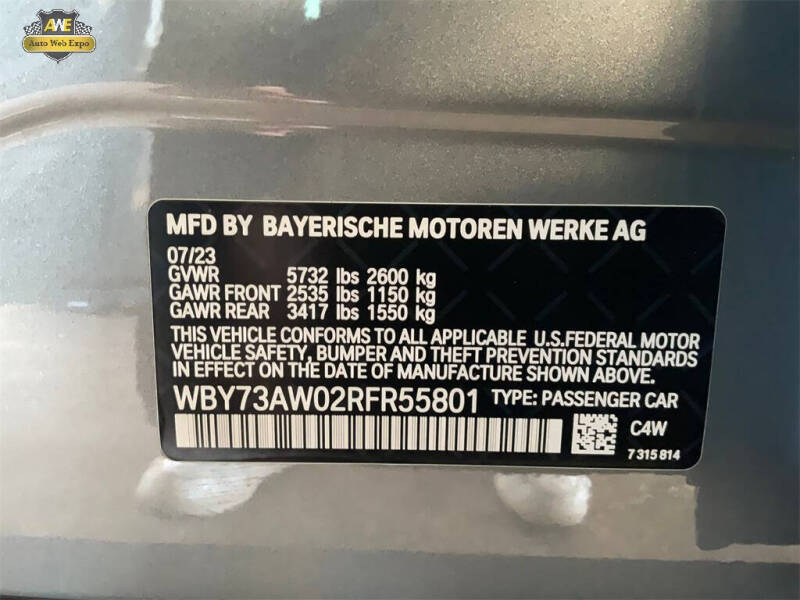 AWE
Auto Web Expo
MFD BY BAYERISCHE MOTOREN WERKE AG
07/23
GVWR 5732 lbs 2600 kg
GAWR FRONT 2535 lbs 1150 kg
GAWR REAR 3417 lbs 1550 kg
THIS VEHICLE CONFORMS TO ALL APPLICABLE U.S.FEDERAL MOTOR
VEHICLE SAFETY, BUMPER AND THEFT PREVENTION STANDARDS
IN EFFECT ON THE DATE OF MANUFACTURE SHOWN ABOVE.
WBY73AW02RFR55801 TYPE: PASSENGER CAR
C4W
7315814